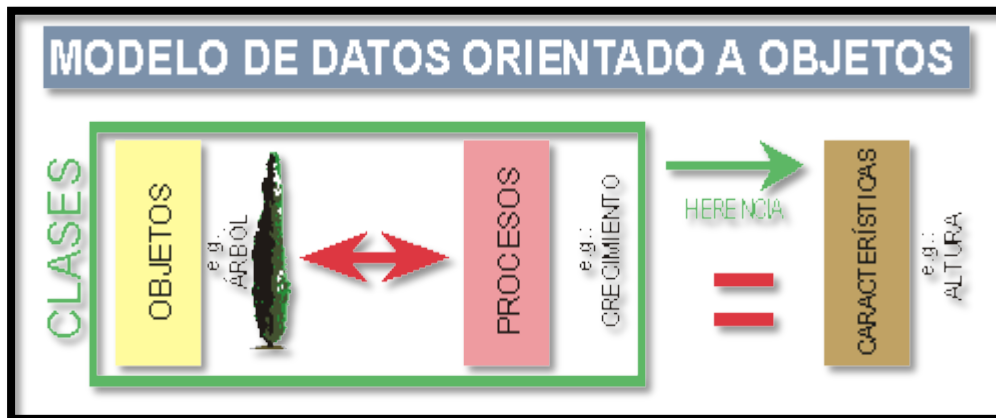 MODELO DE DATOS ORIENTADO A OBJETOS
CLASES
OBJETOS
e.g.:
ÁRBOL
PROCESOS
e.g.:
CRECIMIENTO
HERENCIA
CARACTERÍSTICAS
e.g.:
ALTURA